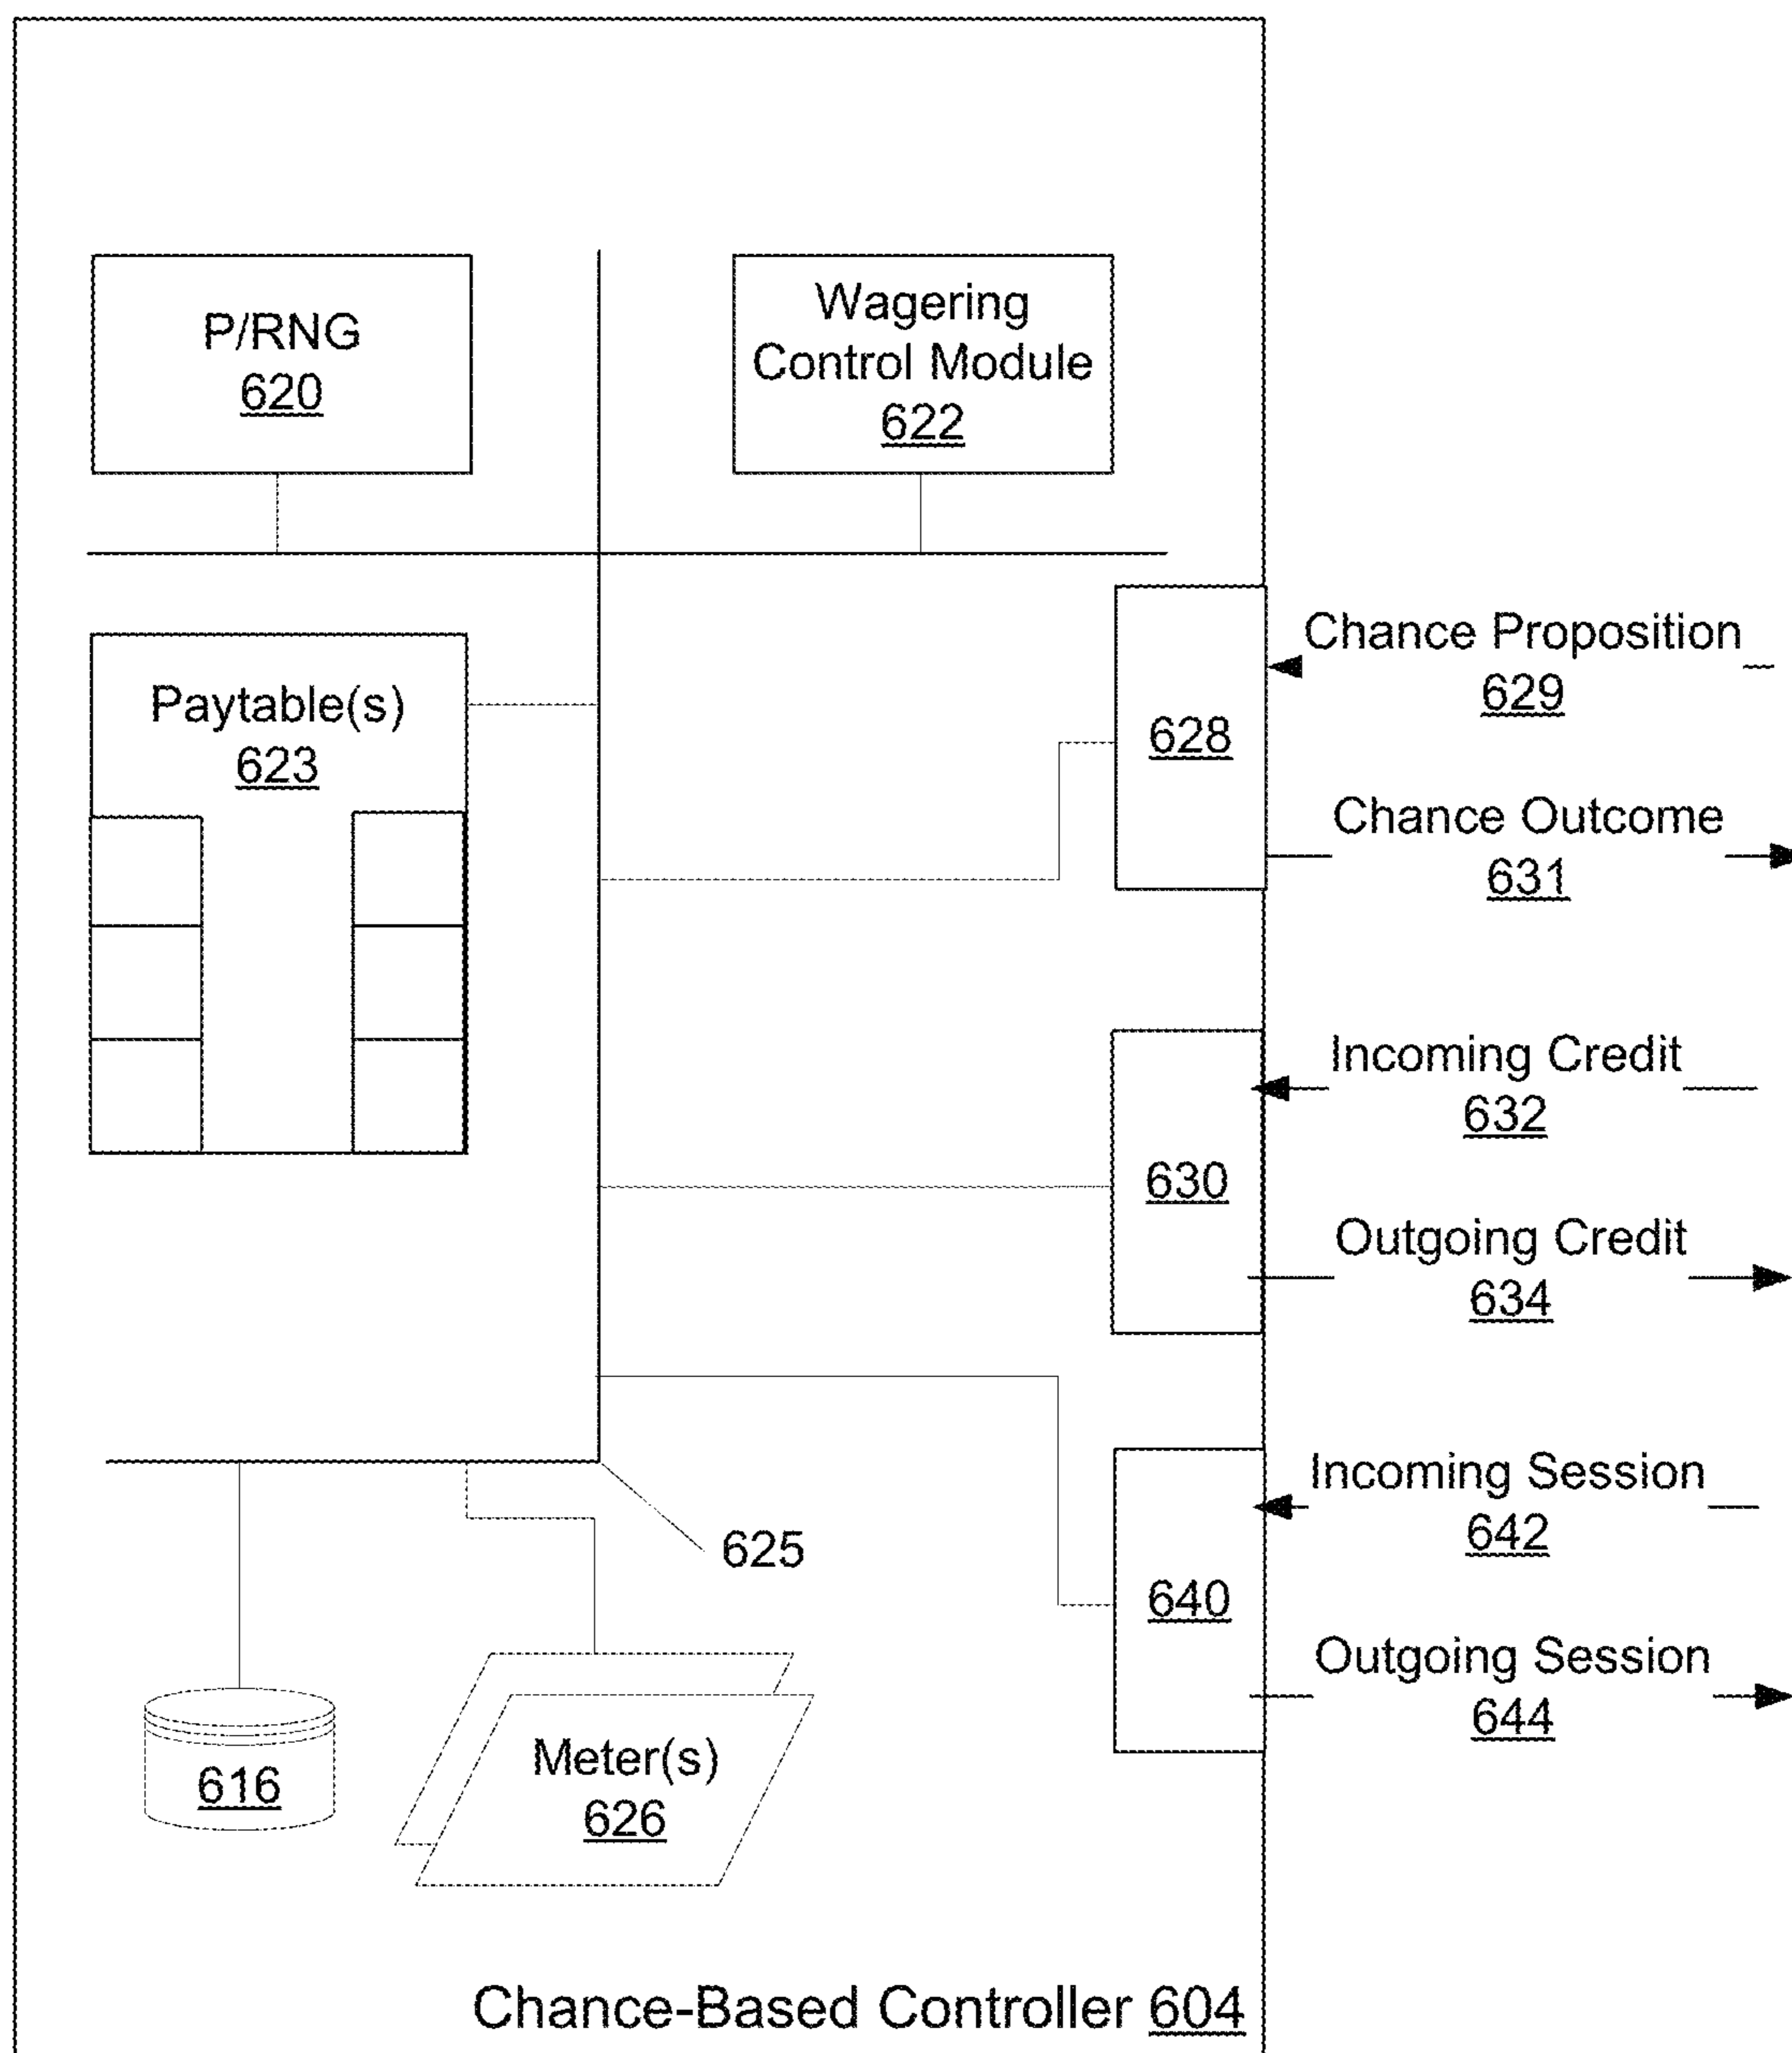 P/RNG
620
Wagering
Control Module
622
Paytable(s)
623
628
Chance Proposition
629
Chance Outcome
631
630
Incoming Credit
632
Outgoing Credit
634
625
640
Incoming Session
642
Outgoing Session
644
616
Meter(s)
626
Chance-Based Controller 604